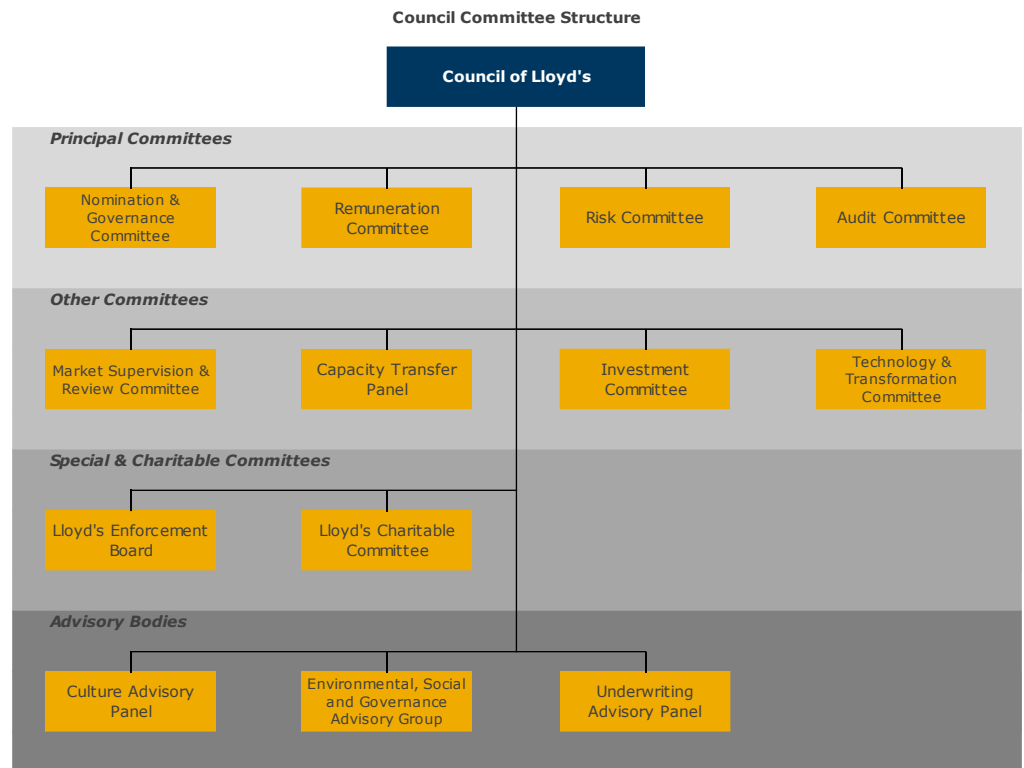 Council Committee Structure
Council of Lloyd's
Principal Committees
Nomination &
Governance
Committee
Remuneration
Committee
Risk Committee
Audit Committee
Other Committees
Market Supervision &
Review Committee
Capacity Transfer
Panel
Investment
Committee
Technology &
Transformation
Committee
Special & Charitable Committees
Lloyd's Enforcement
Board
Lloyd's Charitable
Committee
Advisory Bodies
Culture Advisory
Panel
Environmental, Social
and Governance
Advisory Group
Underwriting
Advisory Panel